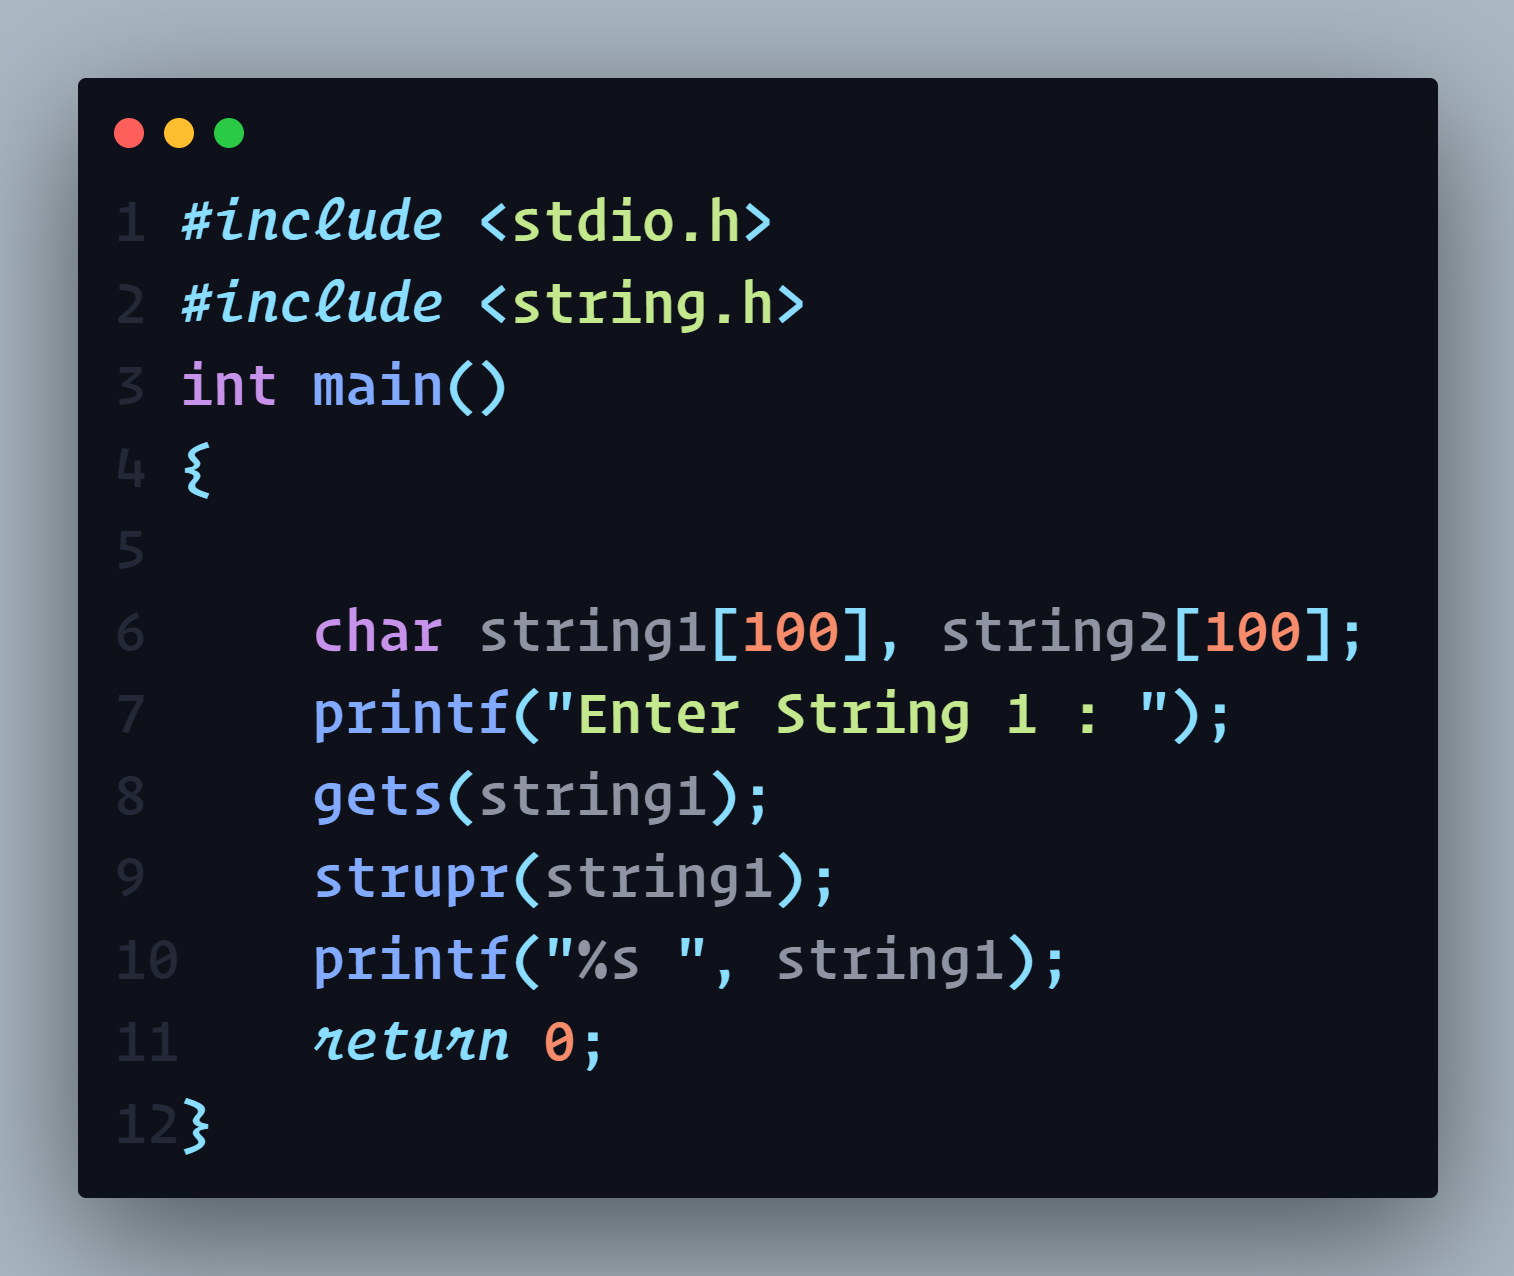 1 #include <stdio.h>
2 #include <string.h>
3 int main()
4 {
5
6     char string1[100], string2[100];
7     printf("Enter String 1 : ");
8     gets(string1);
9     strupr(string1);
10    printf("%s ", string1);
11    return 0;
12}